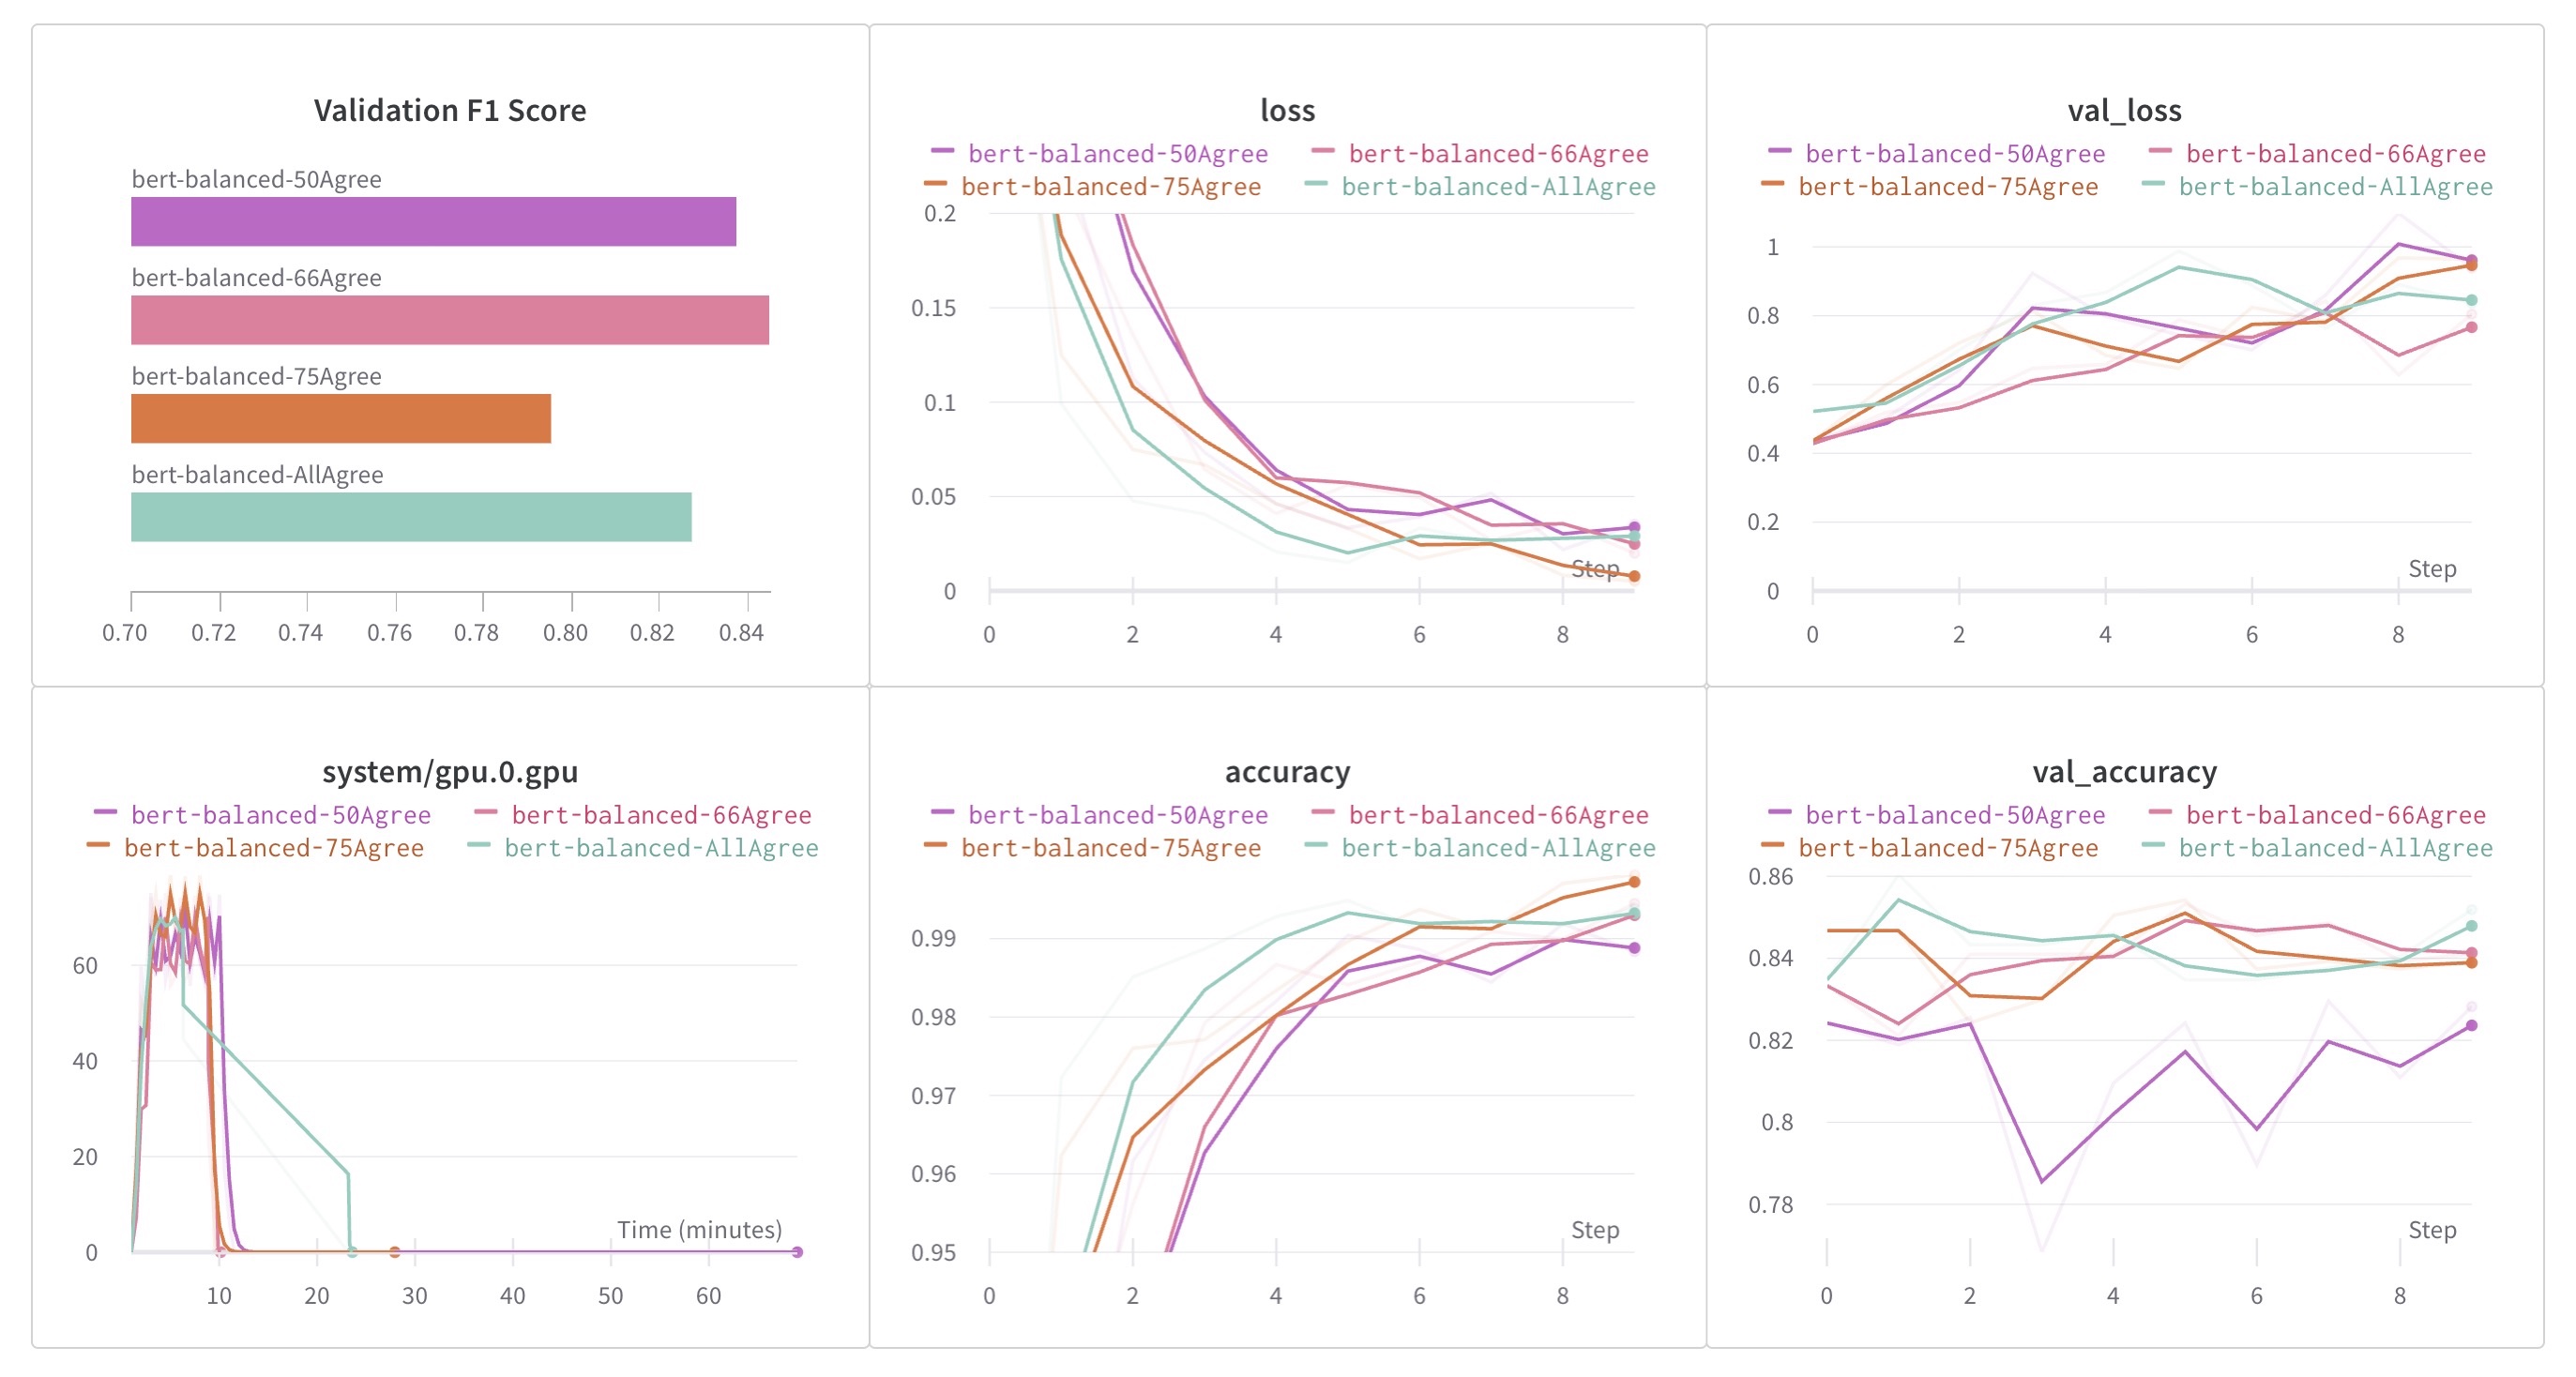 Validation F1 Score
bert-balanced-50Agree
bert-balanced-66Agree
bert-balanced-75Agree
bert-balanced-AllAgree
0.70 0.72 0.74 0.76 0.78 0.80 0.82 0.84
loss
bert-balanced-50Agree bert-balanced-66Agree
bert-balanced-75Agree bert-balanced-AllAgree
0.2
0.15
0.1
0.05
Step
0
0 2 4 6 8
val_loss
bert-balanced-50Agree bert-balanced-66Agree
bert-balanced-75Agree bert-balanced-AllAgree
1
0.8
0.6
0.4
0.2
Step
0
0 2 4 6 8
system/gpu.0.gpu
bert-balanced-50Agree bert-balanced-66Agree
bert-balanced-75Agree bert-balanced-AllAgree
60
40
20
Time (minutes)
0
10 20 30 40 50 60
accuracy
bert-balanced-50Agree bert-balanced-66Agree
bert-balanced-75Agree bert-balanced-AllAgree
0.99
0.98
0.97
0.96
Step
0.95
0 2 4 6 8
val_accuracy
bert-balanced-50Agree bert-balanced-66Agree
bert-balanced-75Agree bert-balanced-AllAgree
0.86
0.84
0.82
0.8
0.78
Step
0 2 4 6 8